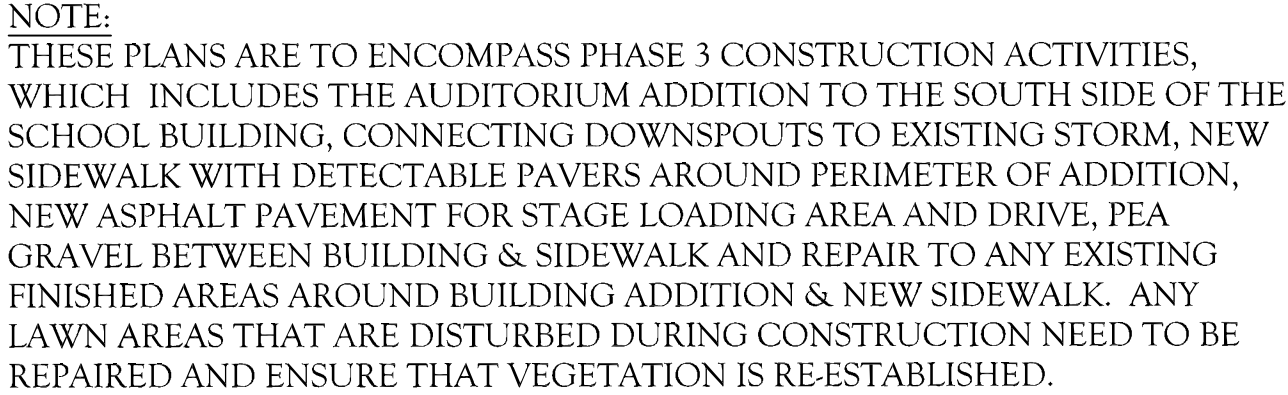 NOTE:
THESE PLANS ARE TO ENCOMPASS PHASE 3 CONSTRUCTION ACTIVITIES,
WHICH INCLUDES THE AUDITORIUM ADDITION TO THE SOUTH SIDE OF THE
SCHOOL BUILDING, CONNECTING DOWNSPOUTS TO EXISTING STORM, NEW
SIDEWALK WITH DETECTABLE PAVERS AROUND PERIMETER OF ADDITION,
NEW ASPHALT PAVEMENT FOR STAGE LOADING AREA AND DRIVE, PEA
GRAVEL BETWEEN BUILDING & SIDEWALK AND REPAIR TO ANY EXISTING
FINISHED AREAS AROUND BUILDING ADDITION & NEW SIDEWALK. ANY
LAWN AREAS THAT ARE DISTURBED DURING CONSTRUCTION NEED TO BE
REPAIRED AND ENSURE THAT VEGETATION IS RE-ESTABLISHED.